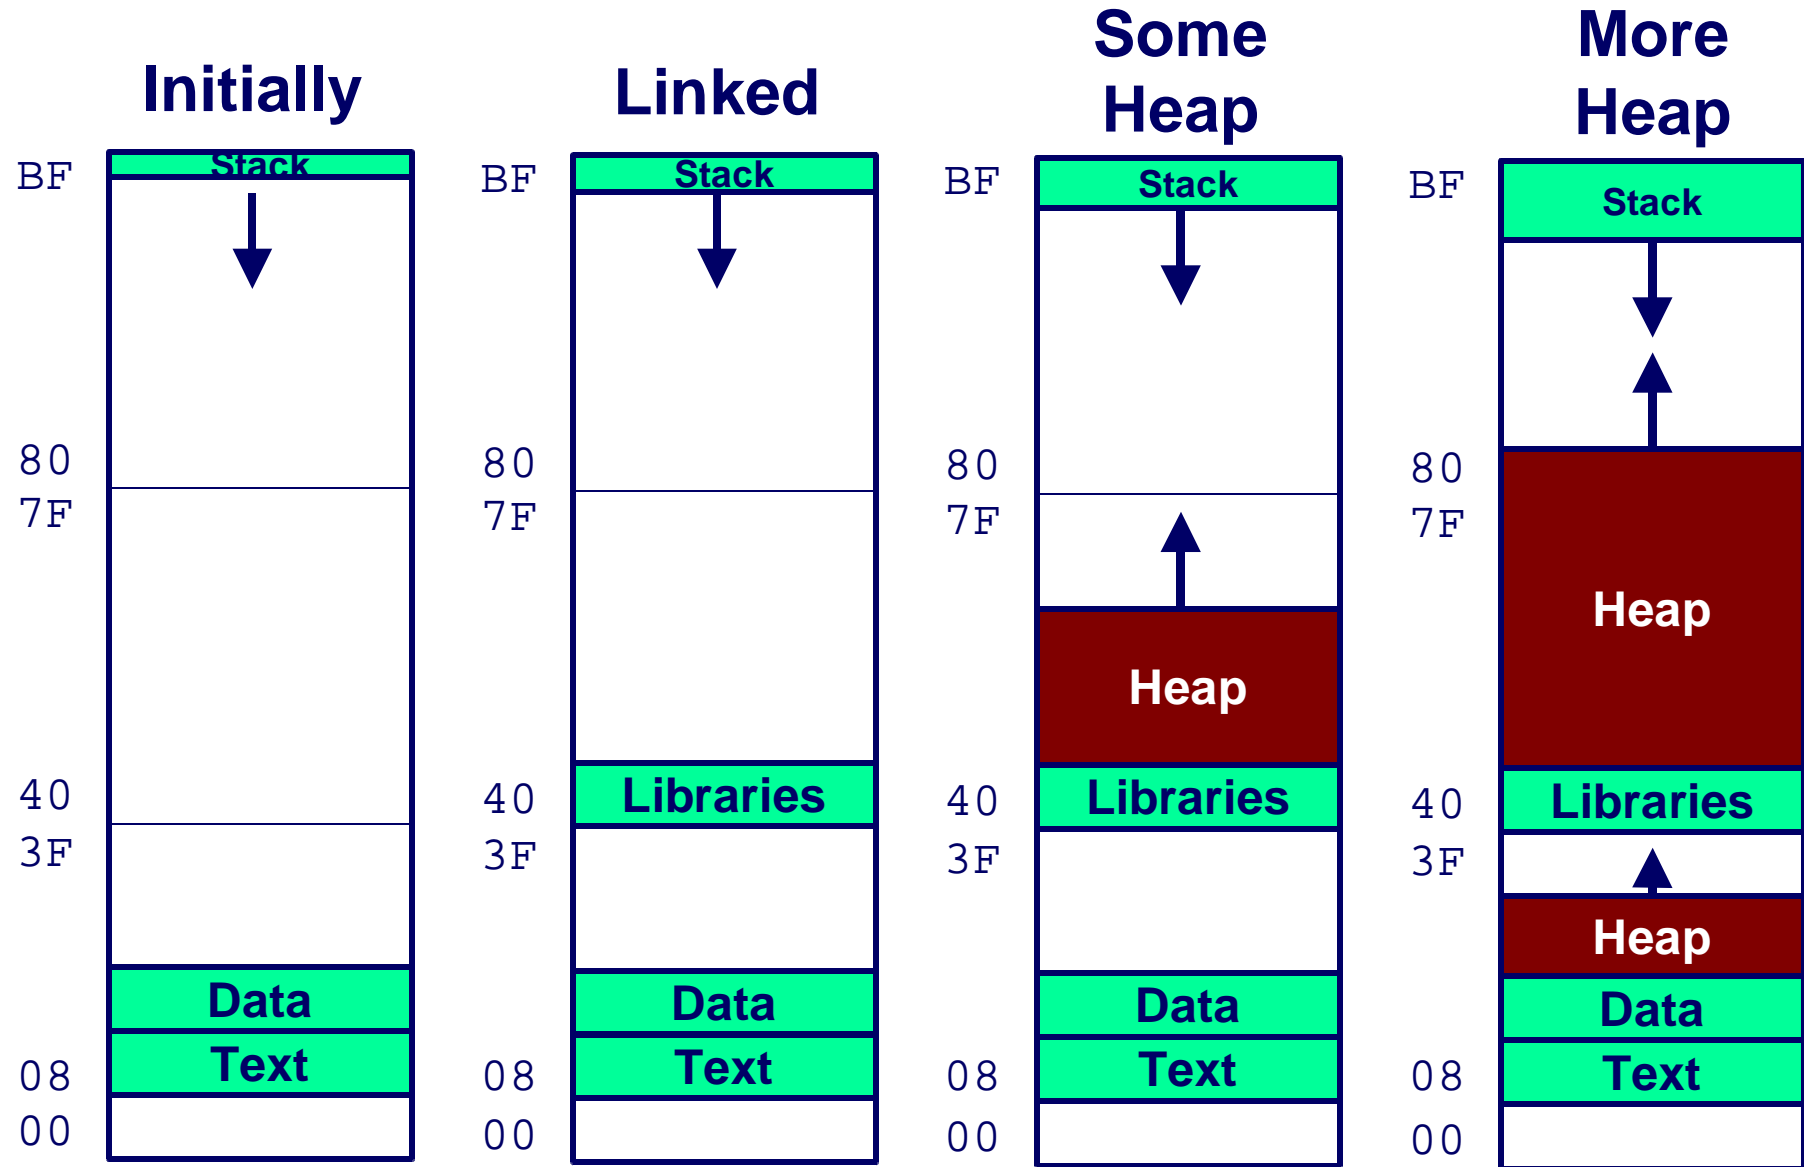 Initially
BF
Stack
80
7F
40
3F
Data
Text
08
00
Linked
BF
Stack
80
7F
Libraries
40
3F
Data
Text
08
00
Some
Heap
BF
Stack
80
7F
Heap
Libraries
40
3F
Data
Text
08
00
More
Heap
BF
Stack
80
7F
Heap
Libraries
40
3F
Heap
Data
Text
08
00